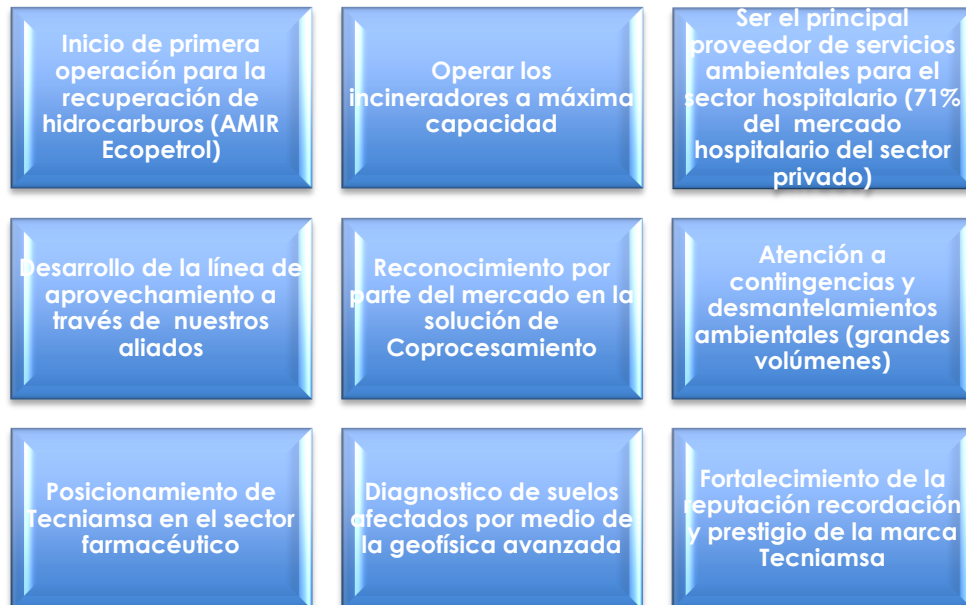 Inicio de primera
operación para la
recuperación de
hidrocarburos (AMIR
Ecopetrol)
Operar los
incineradores a máxima
capacidad
Ser el principal
proveedor de servicios
ambientales para el
sector hospitalario (71%
del mercado
hospitalario del sector
privado)
Desarrollo de la línea de
aprovechamiento a
través de nuestros
aliados
Reconocimiento por
parte del mercado en la
solución de
Coprocesamiento
Atención a
contingencias y
desmantelamientos
ambientales (grandes
volúmenes)
Posicionamiento de
Tecniamsa en el sector
farmacéutico
Diagnostico de suelos
afectados por medio de
la geofísica avanzada
Fortalecimiento de la
reputación recordación
y prestigio de la marca
Tecniamsa